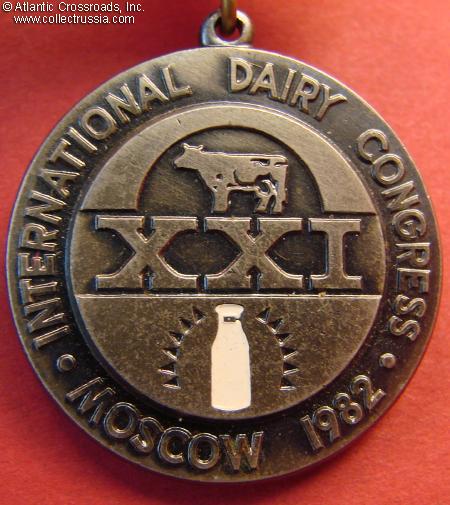 © Atlantic Crossroads, Inc.
www.collectrussia.com
INTERNATIONAL DAIRY CONGRESS
XXI
• MOSCOW 1982 •